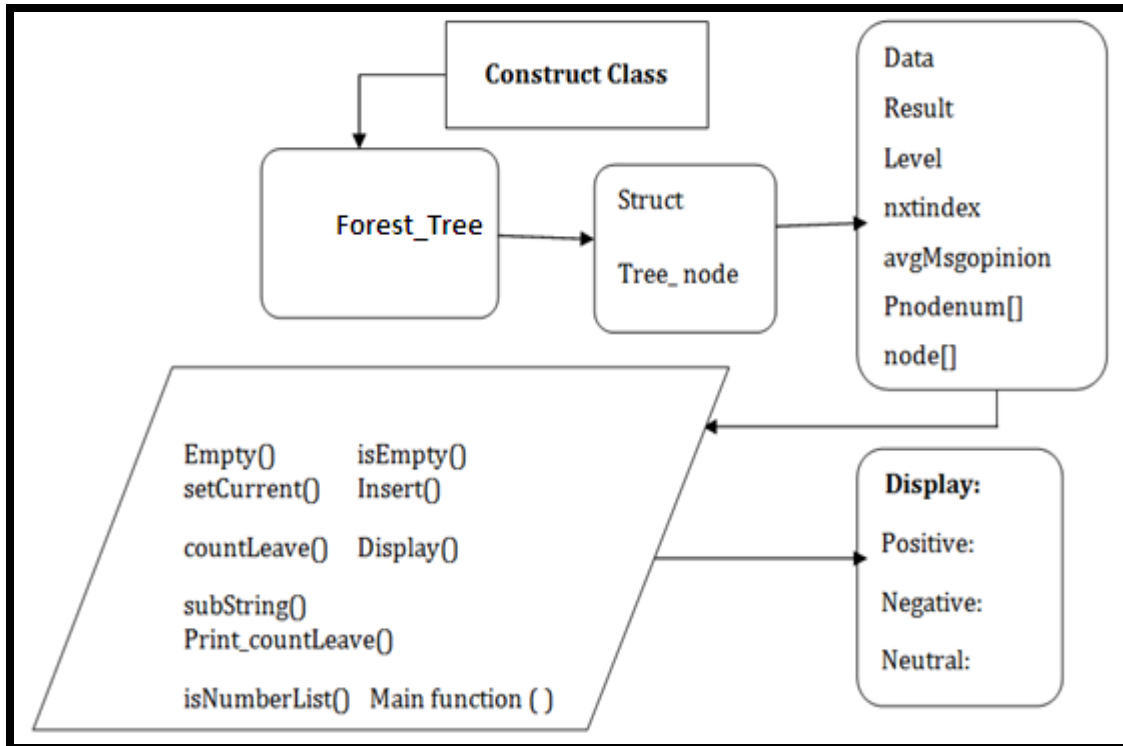 Construct Class
Forest_Tree
Struct
Tree_ node
Data
Result
Level
nxtindex
avgMsgopinion
Pnodenum[]
node[]
Empty() isEmpty()
setCurrent() Insert()
countLeave() Display()
subString()
Print_countLeave()
isNumberList() Main function ( )
Display:
Positive:
Negative:
Neutral: